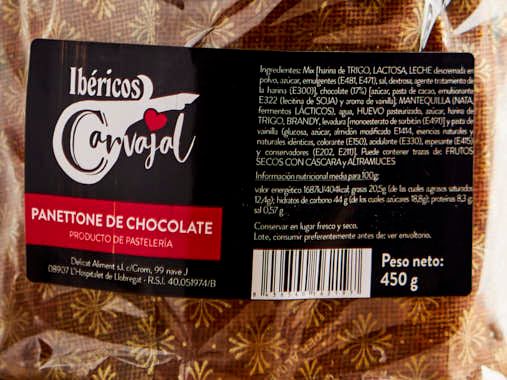 Ibéricos
Carvajal
PANETTONE DE CHOCOLATE
PRODUCTO DE PASTELERÍA
Delicat Aliment s.l. c/Crom, 99 nave J
08907 L'Hospitalet de Llobregat - R.S.I. 40.051974/B
Ingredientes: Mix [harina de TRIGO, LACTOSA, LECHE desnatada en
polvo, azúcar, emulgentes (E481, E471), sal, dextrosa, agente tratamiento de
la harina (E300)], chocolate (17%) [azúcar, pasta de cacao, emulsionante
E322 (lecitina de SOJA) y aroma de vainilla], MANTEQUILLA (NATA,
fermentos LÁCTICOS), agua, HUEVO pasteurizado, azúcar, harina de
TRIGO, BRANDY, levadura [monoestearato de sorbitán (E491)] y pasta de
vainilla (glucosa, azúcar, almidón modificado E1414, esencias naturales y
naturales idénticas, colorante (E150), acidulante (E330), espesante (E415)
y conservadores (E202, E211)]. Puede contener trazas de FRUTOS
SECOS CON CÁSCARA y ALTRAMUCES
Información nutricional media para 100g:
valor energético 1687kJ/404kcal; grasas 20,5g (de las cuales ácidos grasos saturados
12,4g); hidratos de carbono 44 g (de los cuales azúcares 18,8g); proteínas 8,3 g;
sal 0,57 g.
Conservar en lugar fresco y seco.
Lote, consumir preferentemente antes de: ver envoltorio.
Peso neto:
450 g